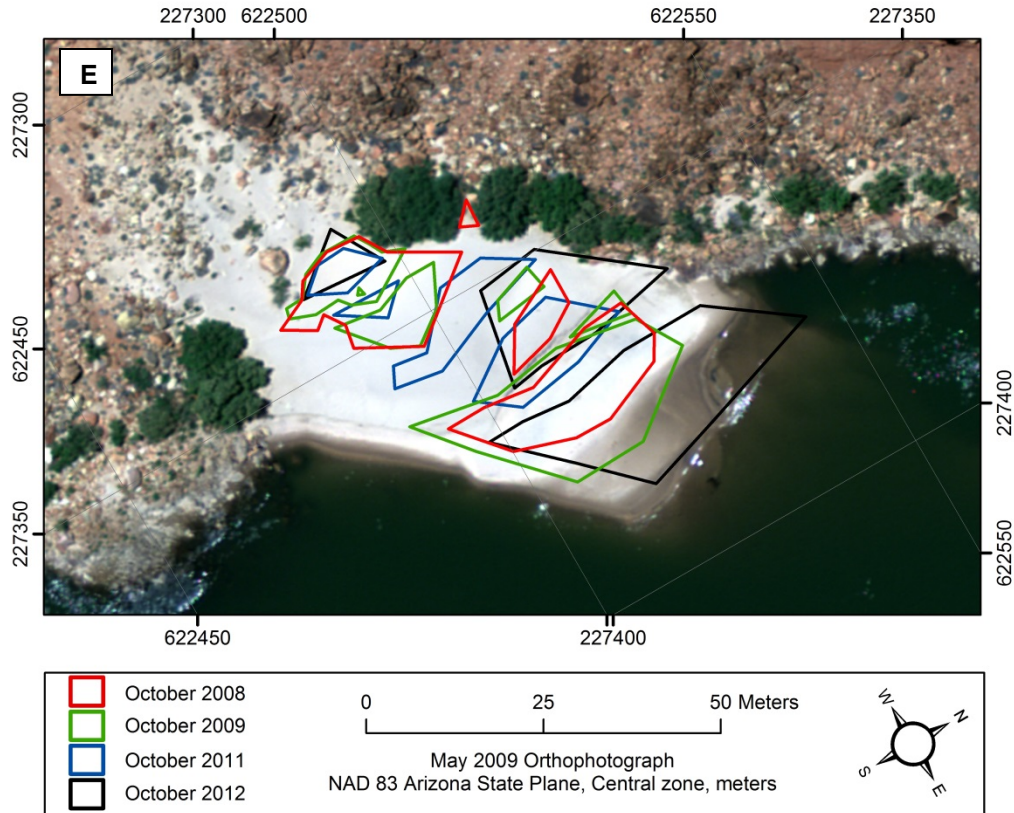 227300 622500 622550 227350
E
227300
622450
227350
227400
622550
622450 227400
October 2008
October 2009
October 2011
October 2012
0 25 50 Meters
May 2009 Orthophotograph
NAD 83 Arizona State Plane, Central zone, meters
W N
S E